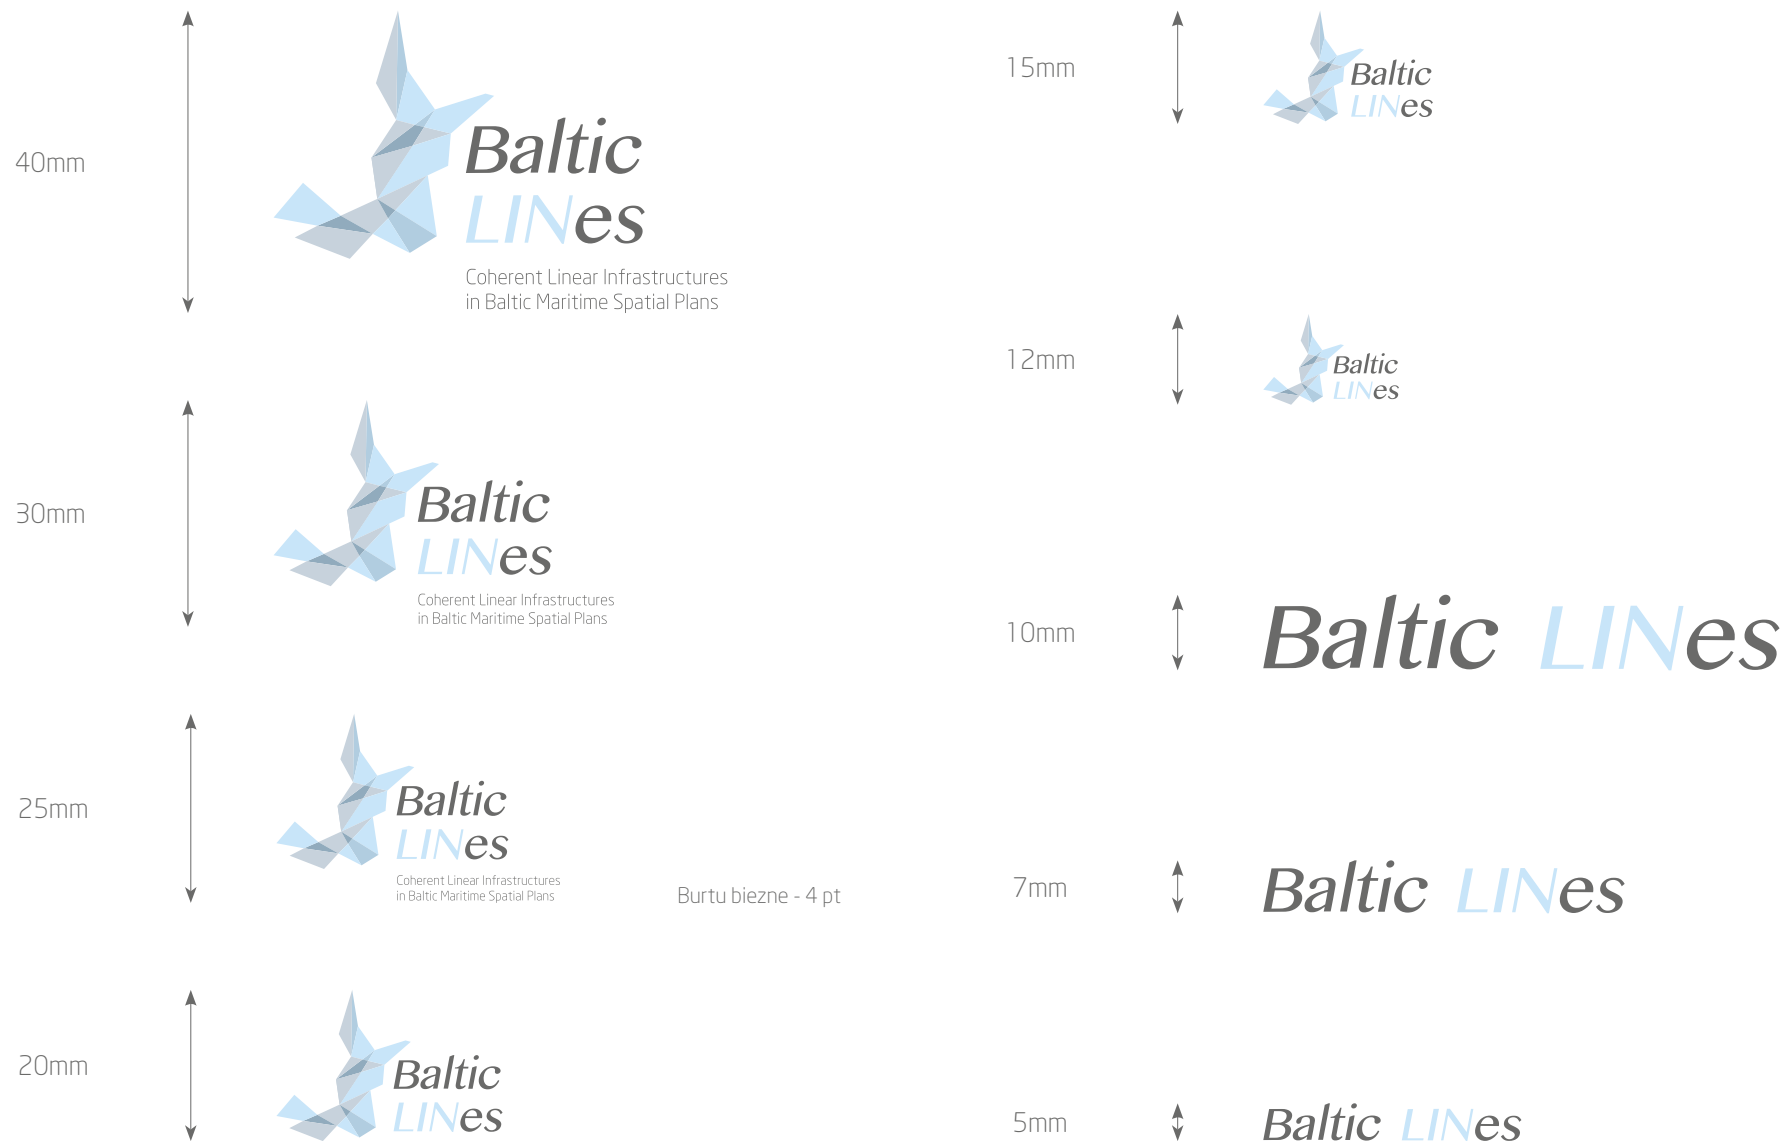 40mm
Baltic
LINes
Coherent Linear Infrastructures
in Baltic Maritime Spatial Plans
30mm
Baltic
LINes
Coherent Linear Infrastructures
in Baltic Maritime Spatial Plans
25mm
Baltic
LINes
Coherent Linear Infrastructures
in Baltic Maritime Spatial Plans
Burtu biezne - 4 pt
20mm
Baltic
LINes
15mm
Baltic
LINes
12mm
Baltic
LINes
10mm
Baltic LINes
7mm
Baltic LINes
5mm
Baltic LINes